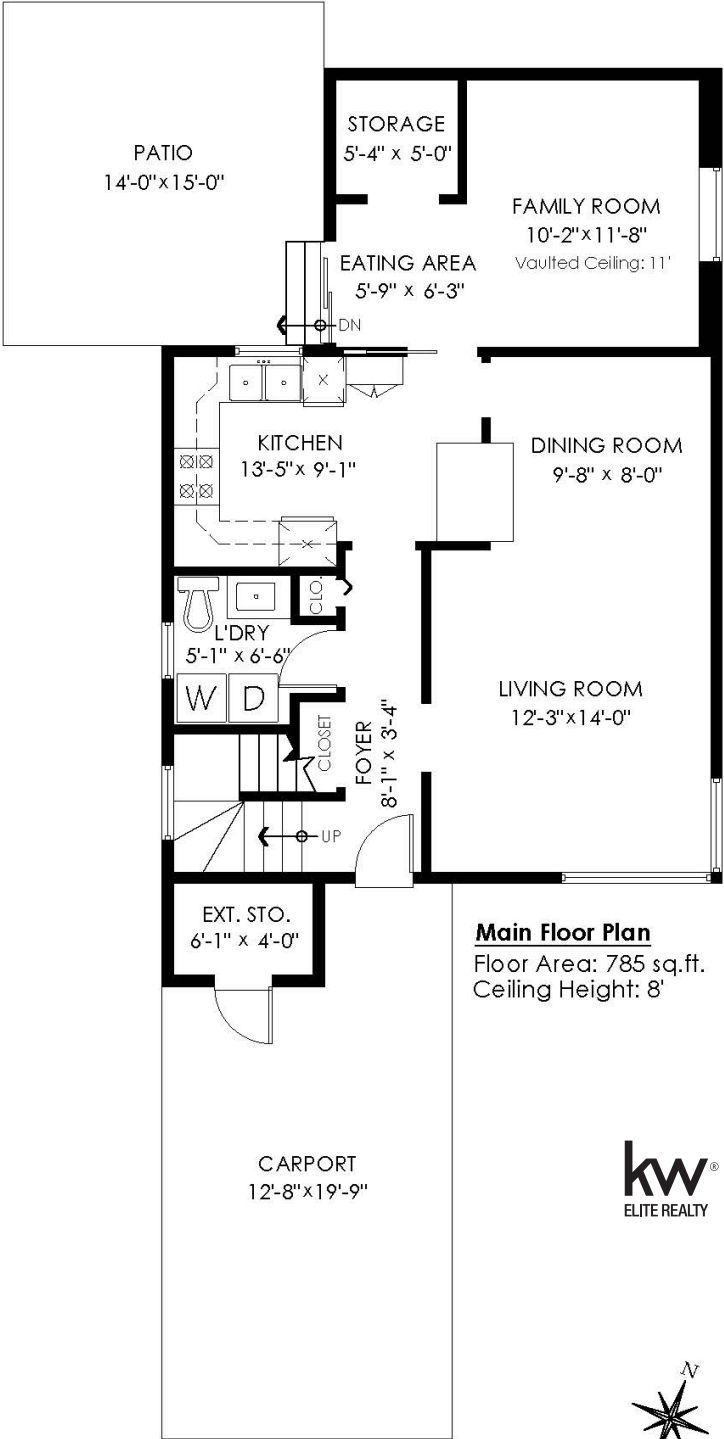 PATIO
14'-0"x15'-0"
STORAGE
5'-4" x 5'-0"
FAMILY ROOM
10'-2"x11'-8"
Vaulted Ceiling: 11'
EATING AREA
5'-9" x 6'-3"
DN
KITCHEN
13'-5"x 9'-1"
DINING ROOM
9'-8" x 8'-0"
CLO.
L'DRY
5'-1" x 6'-6"
W D
CLOSET
FOYER
8'-1" x 3'-4"
LIVING ROOM
12'-3"x14'-0"
UP
EXT. STO.
6'-1" x 4'-0"
Main Floor Plan
Floor Area: 785 sq.ft.
Ceiling Height: 8'
CARPORT
12'-8"x19'-9"
kw®
ELITE REALTY
N